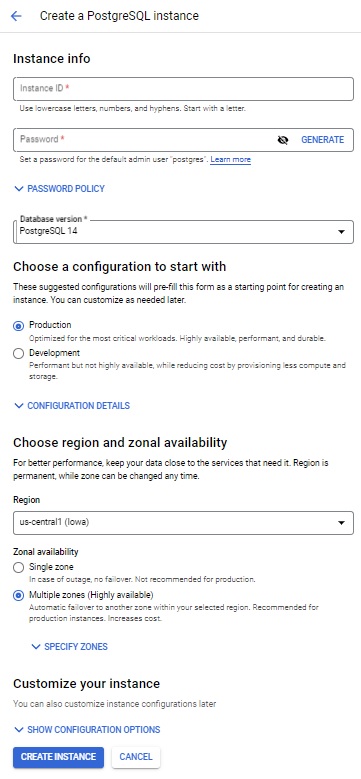 Create a PostgreSQL instance
Instance info
Instance ID *
Use lowercase letters, numbers, and hyphens. Start with a letter.
Password *
GENERATE
Set a password for the default admin user "postgres". Learn more
PASSWORD POLICY
Database version *
PostgreSQL 14
Choose a configuration to start with
These suggested configurations will pre-fill this form as a starting point for creating an
instance. You can customize as needed later.
Production
Optimized for the most critical workloads. Highly available, performant, and durable.
Development
Performant but not highly available, while reducing cost by provisioning less compute and
storage.
CONFIGURATION DETAILS
Choose region and zonal availability
For better performance, keep your data close to the services that need it. Region is
permanent, while zone can be changed any time.
Region
us-central1 (Iowa)
Zonal availability
Single zone
In case of outage, no failover. Not recommended for production.
Multiple zones (Highly available)
Automatic failover to another zone within your selected region. Recommended for
production instances. Increases cost.
SPECIFY ZONES
Customize your instance
You can also customize instance configurations later
SHOW CONFIGURATION OPTIONS
CREATE INSTANCE
CANCEL